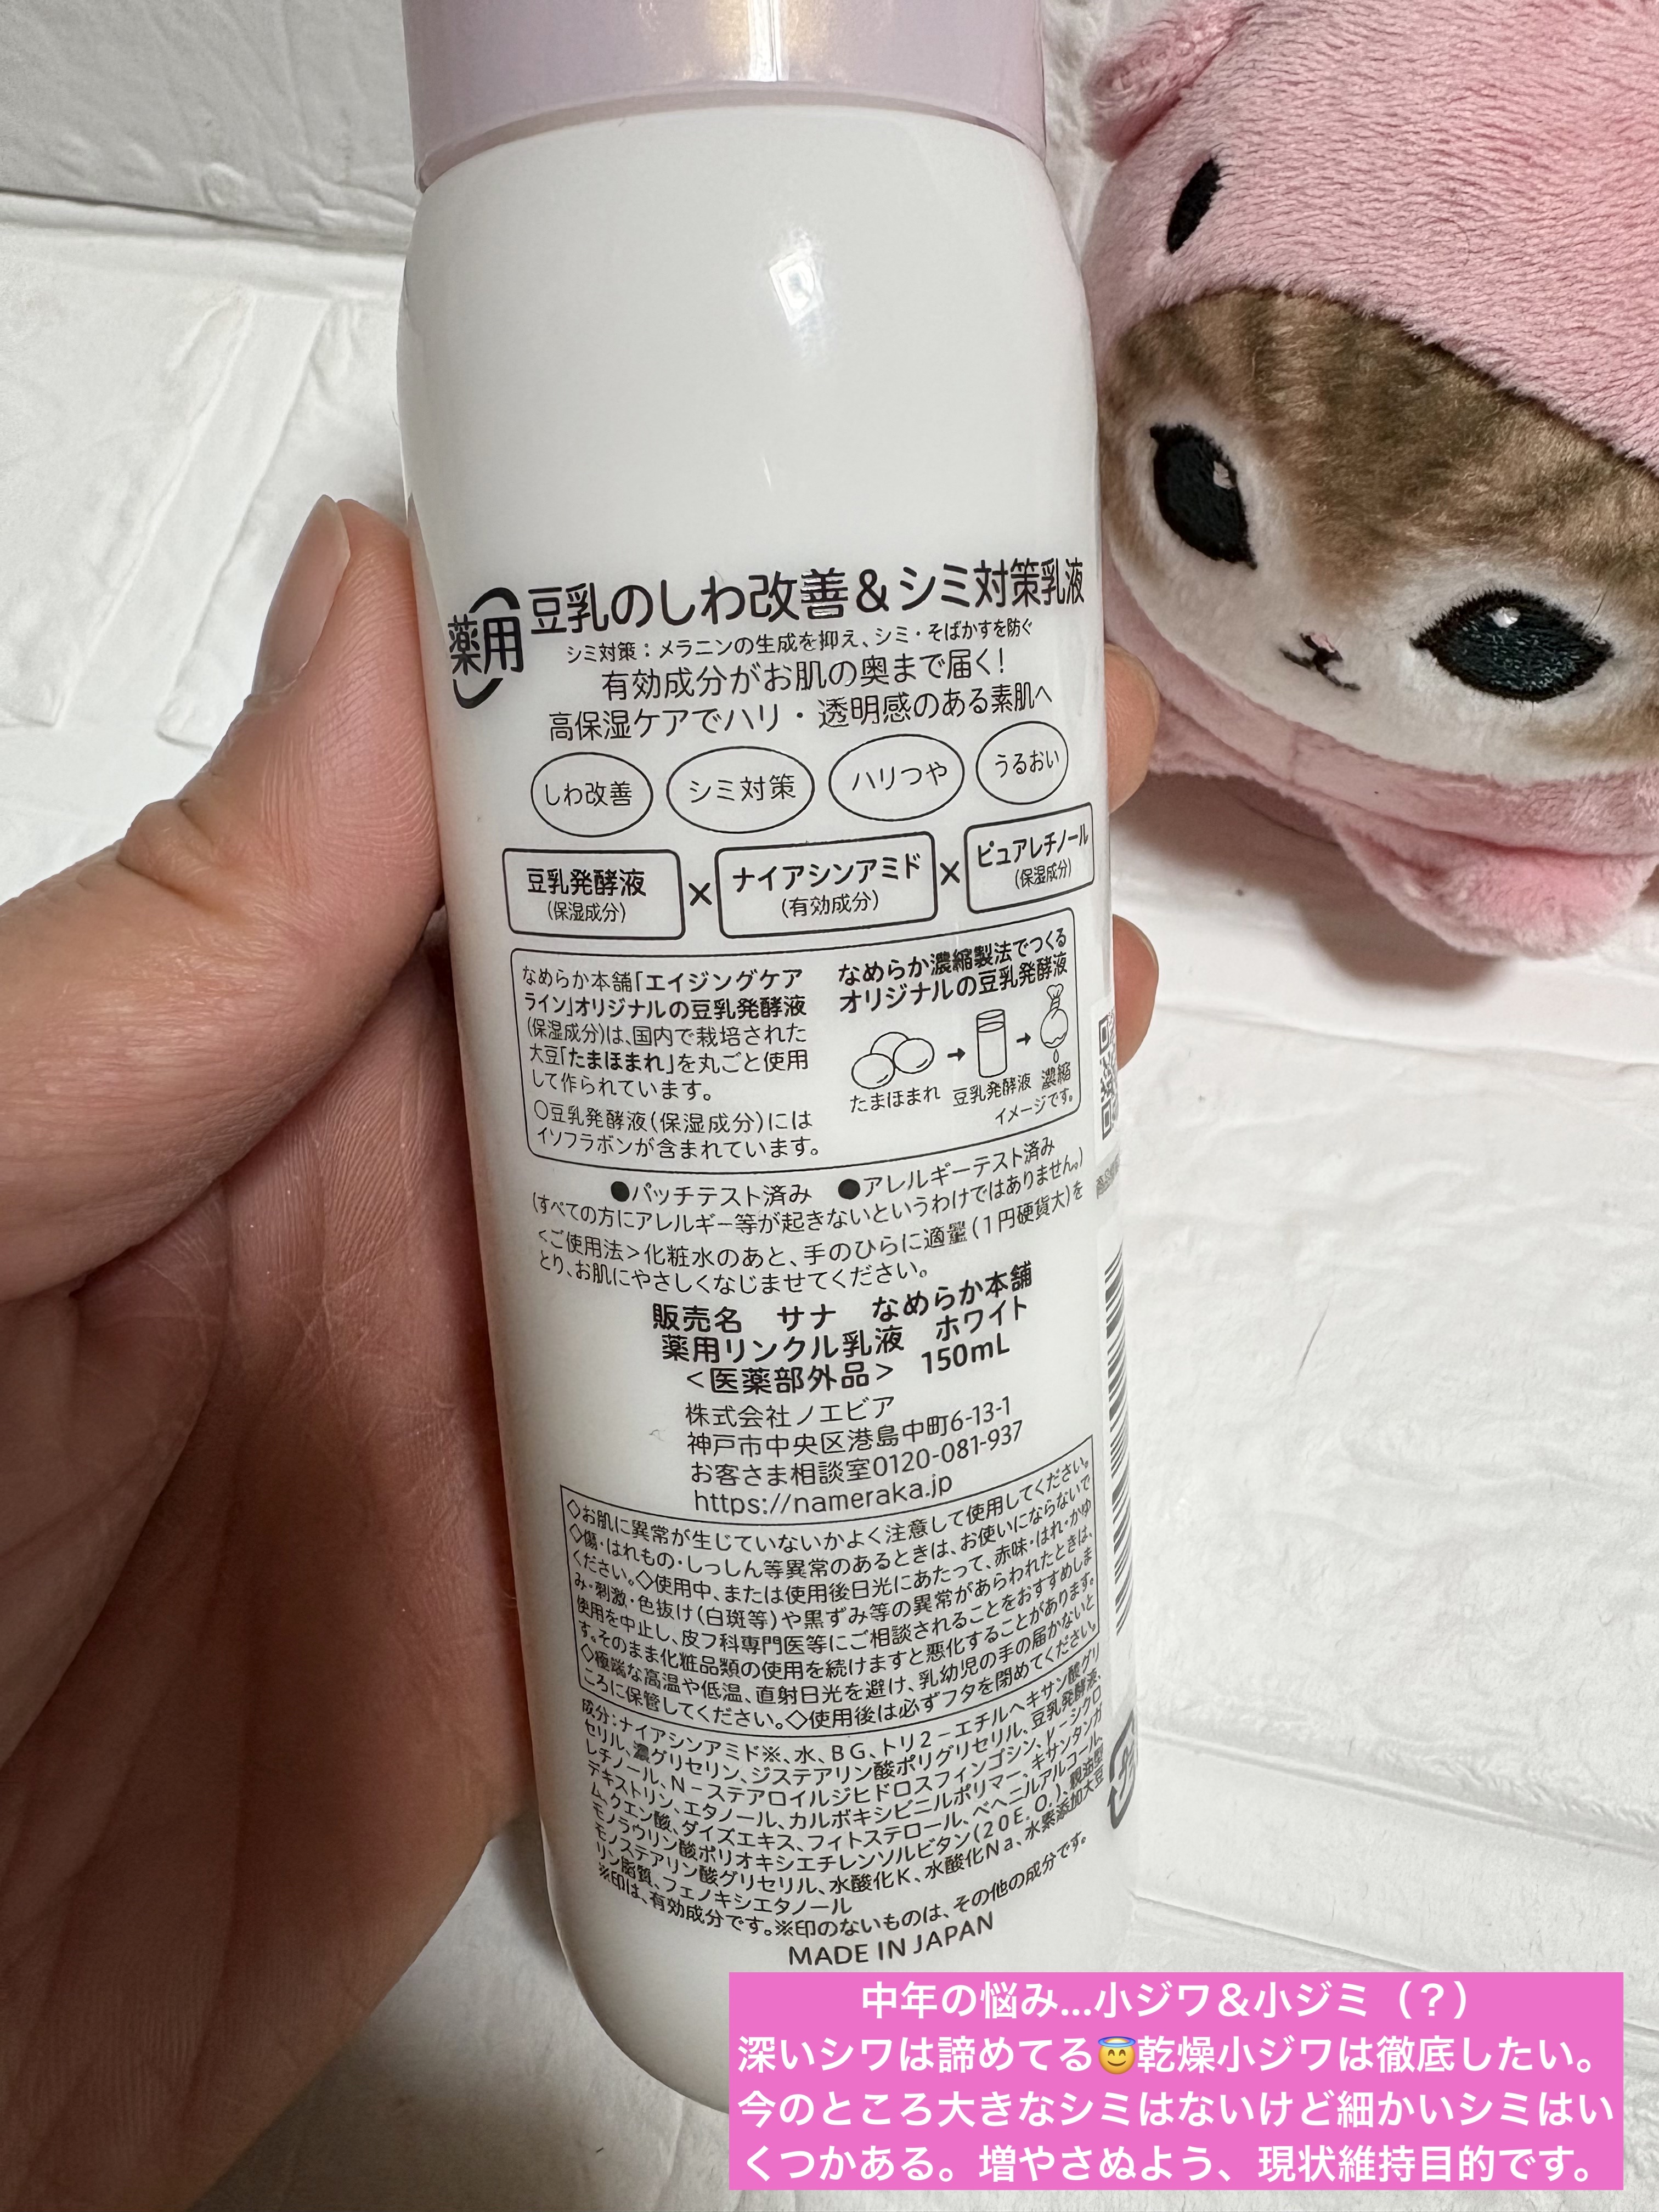 薬用
豆乳のしわ改善&シミ対策乳液
シミ対策:メラニンの生成を抑え、シミ・そばかすを防ぐ
有効成分がお肌の奥まで届く!
高保湿ケアでハリ・透明感のある素肌へ
しわ改善 シミ対策 ハリつや うるおい
豆乳発酵液
(保湿成分)
×
ナイアシンアミド
(有効成分)
×
ピュアレチノール
(保湿成分)
なめらか本舗「エイジングケア
ライン」オリジナルの豆乳発酵液
(保湿成分)は、国内で栽培された
大豆「たまほまれ」を丸ごと使用
して作られています。
○豆乳発酵液(保湿成分)には
イソフラボンが含まれています。
なめらか濃縮製法でつくる
オリジナルの豆乳発酵液
たまほまれ 豆乳発酵液 濃縮
イメージです。
●パッチテスト済み ●アレルギーテスト済み
(すべての方にアレルギー等が起きないというわけではありません。)
<ご使用法>化粧水のあと、手のひらに適量(1円硬貨大)を
とり、お肌にやさしくなじませてください。
販売名 サナ なめらか本舗
薬用リンクル乳液 ホワイト
<医薬部外品> 150mL
株式会社ノエビア
神戸市中央区港島中町6-13-1
お客さま相談室0120-081-937
https://nameraka.jp
◇お肌に異常が生じていないかよく注意して使用してください。
◇傷・はれもの・しっしん等異常のあるときは、お使いにならないで
ください。◇使用中、または使用後日光にあたって、赤味・はれ・かゆ
み・刺激・色抜け(白斑等)や黒ずみ等の異常があらわれたときは、
使用を中止し、皮フ科専門医等にご相談されることをおすすめしま
す。そのまま化粧品類の使用を続けますと悪化することがあります。
◇極端な高温や低温、直射日光を避け、乳幼児の手の届かないと
ころに保管してください。◇使用後は必ずフタを閉めてください。
成分:ナイアシンアミド※、水、BG、トリ2-エチルヘキサン酸グリ
セリル、濃グリセリン、ジステアリン酸ポリグリセリル、豆乳発酵液、
レチノール、N-ステアロイルジヒドロスフィンゴシン、γ-シクロ
デキストリン、エタノール、カルボキシビニルポリマー、キサンタンガ
ム、クエン酸、ダイズエキス、フィトステロール、ベヘニルアルコール、
モノラウリン酸ポリオキシエチレンソルビタン(20E.O.)、親油型
モノステアリン酸グリセリル、水酸化K、水酸化Na、水素添加大豆
リン脂質、フェノキシエタノール
※印は、有効成分です。※印のないものは、その他の成分です。
MADE IN JAPAN
中年の悩み...小ジワ&小ジミ(?)
深いシワは諦めてる😇乾燥小ジワは徹底したい。
今のところ大きなシミはないけど細かいシミはい
くつかある。増やさぬよう、現状維持目的です。